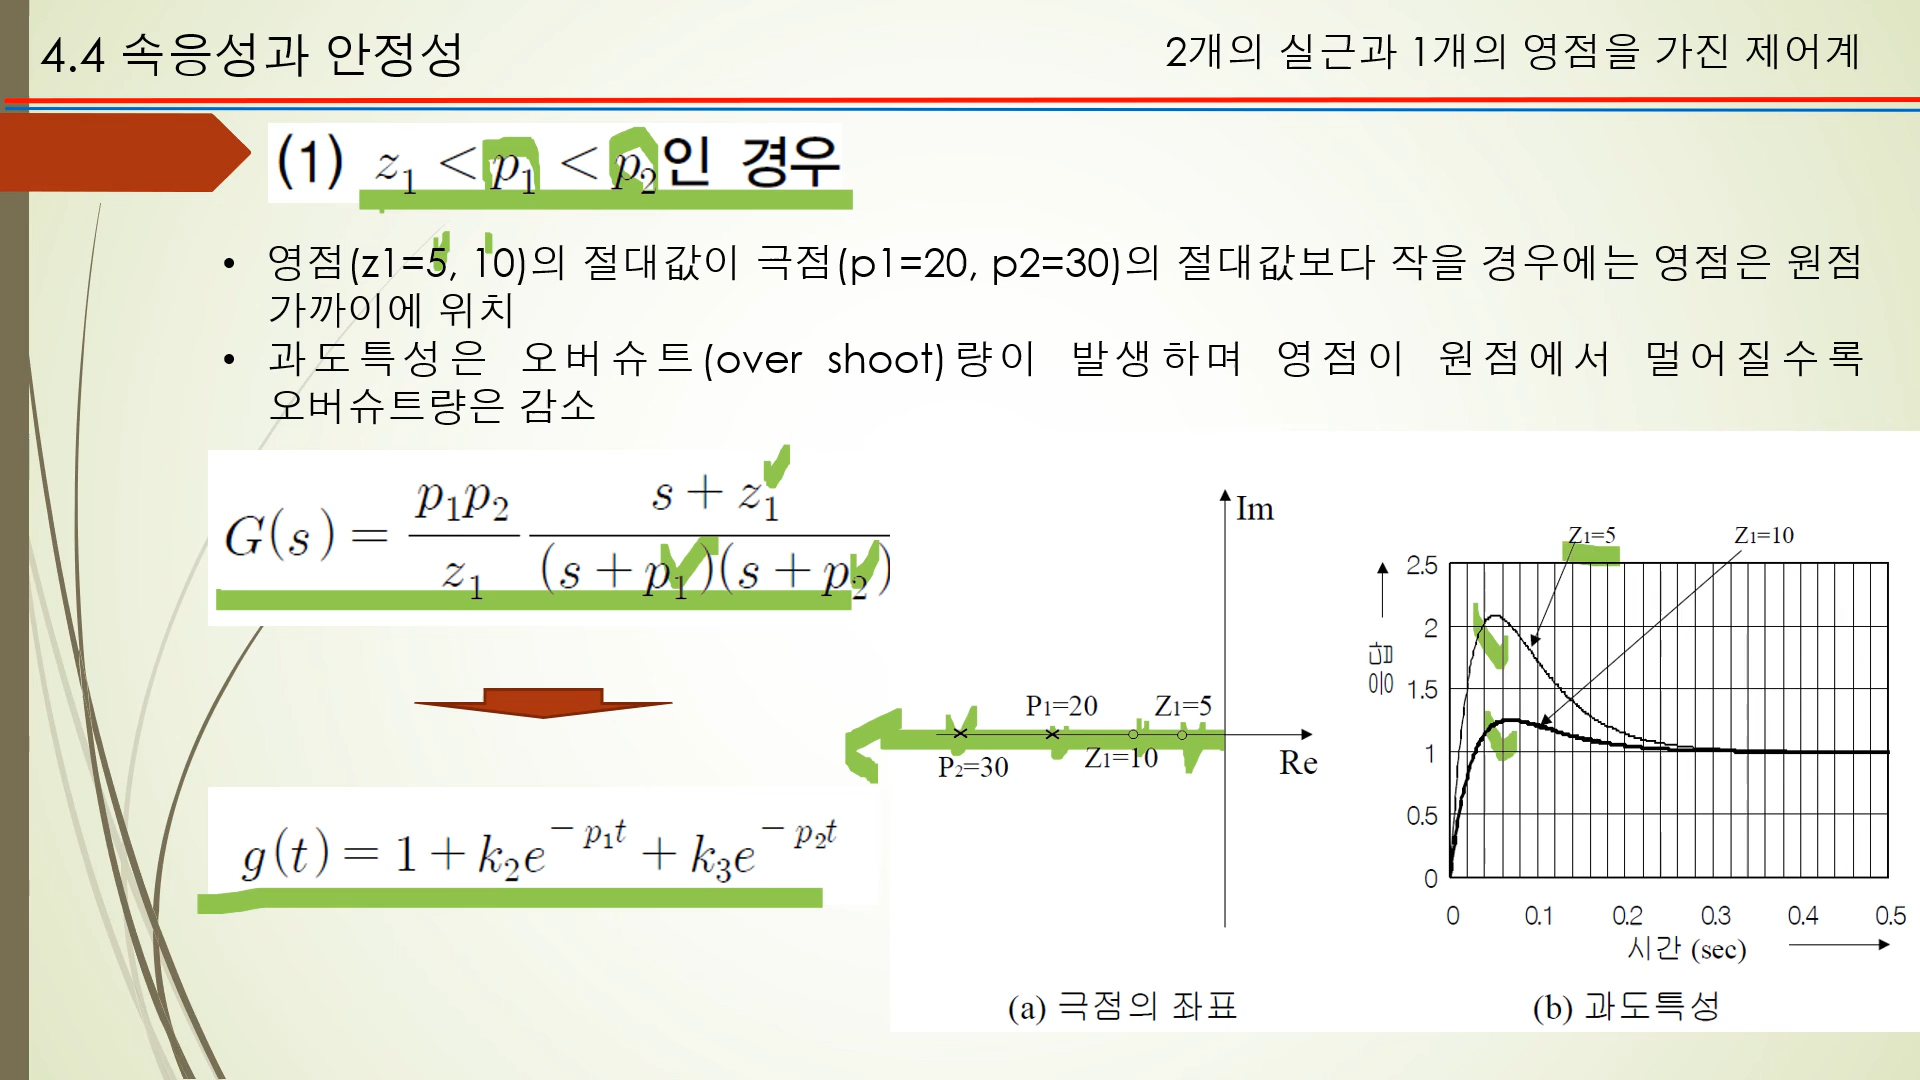 4.4 속응성과 안정성
2개의 실근과 1개의 영점을 가진 제어계
(1) z₁ < p₁ < p₂인 경우
• 영점(z1=5, 10)의 절대값이 극점(p1=20, p2=30)의 절대값보다 작을 경우에는 영점은 원점
가까이에 위치
• 과도특성은 오버슈트(over shoot)량이 발생하며 영점이 원점에서 멀어질수록
오버슈트량은 감소
G(s) = p₁p₂/z₁ (s + z₁)/((s + p₁)(s + p₂))
g(t) = 1 + k₂e^(−p₁t) + k₃e^(−p₂t)
Im
P₁=20
Z₁=5
P₂=30
Z₁=10
Re
(a) 극점의 좌표
Z₁=5
Z₁=10
2.5
2
1.5
1
0.5
0
응답
0 0.1 0.2 0.3 0.4 0.5
시간 (sec)
(b) 과도특성